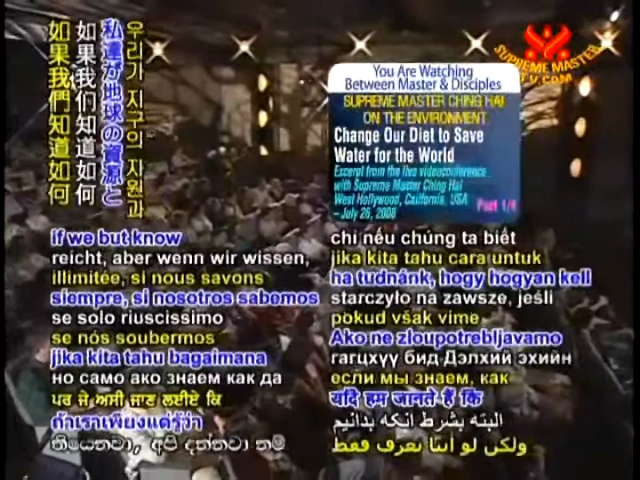 우리가 지구의 자원과
私達が地球の資源と
如果我们知道如何
如果我們知道如何
SUPREME MASTER
TV.COM
You Are Watching
Between Master & Disciples
SUPREME MASTER CHING HAI
ON THE ENVIRONMENT
Change Our Diet to Save
Water for the World
Excerpt from the live videoconference
with Supreme Master Ching Hai
West Hollywood, California, USA
– July 26, 2008
Part 1/4
if we but know
reicht, aber wenn wir wissen,
illimitée, si nous savons
siempre, si nosotros sabemos
se solo riuscissimo
se nós soubermos
jika kita tahu bagaimana
но само ако знаем как да
ਪਰ ਜੇ ਅਸੀ ਜਾਣ ਲਈਏ ਕਿ
ถ้าเราเพียงแต่รู้ว่า
තියෙනවා, අපි දන්නවා නම්
chỉ nếu chúng ta biết
jika kita tahu cara untuk
ha tudnánk, hogy hogyan kell
starczyło na zawsze, jeśli
pokud však víme
Ako ne zloupotrebljavamo
гагцхүү бид Дэлхий эхийн
если мы знаем, как
यदि हम जानते हैं कि
البته بشرط آنکه بدانیم
ولكن لو أننا نعرف فقط